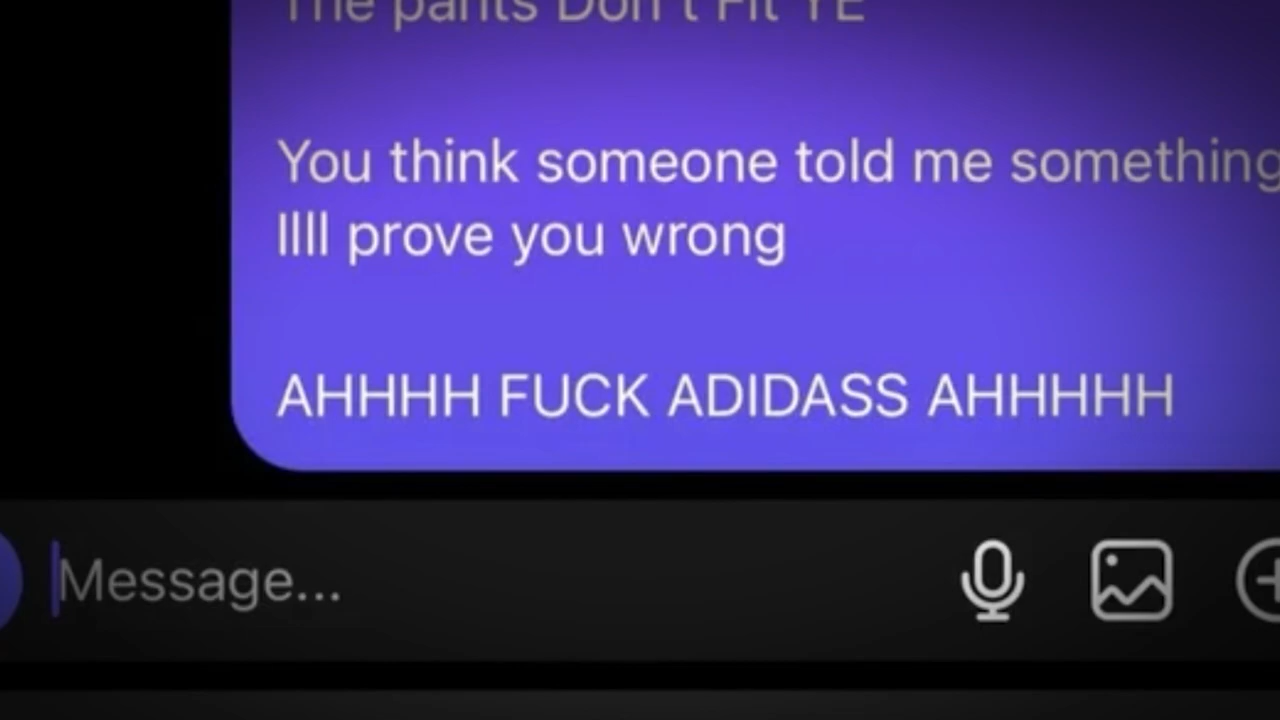 The pants Don't Fit YE
You think someone told me something
IIII prove you wrong
AHHHH FUCK ADIDASS AHHHHH
Message...